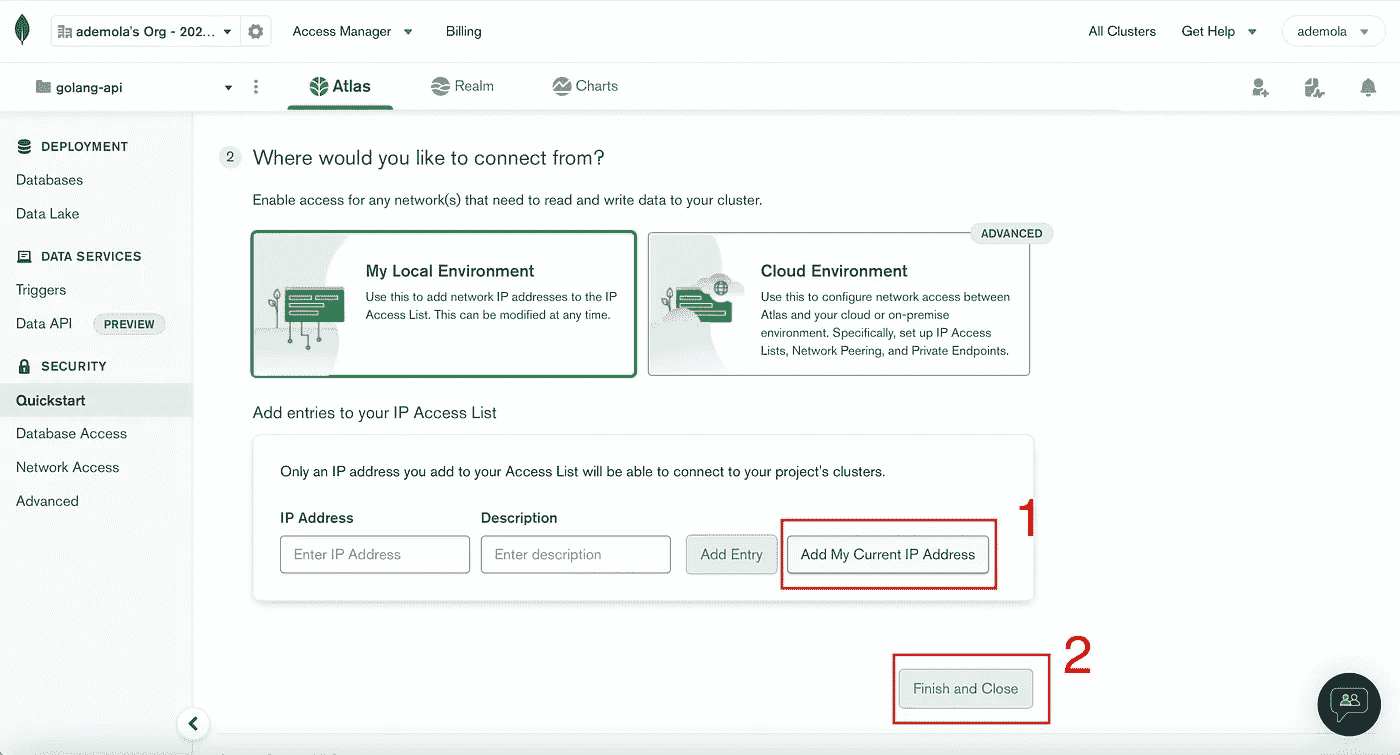 ademola's Org - 202...
Access Manager
Billing
All Clusters
Get Help
ademola
golang-api
Atlas
Realm
Charts
DEPLOYMENT
Databases
Data Lake
DATA SERVICES
Triggers
Data API PREVIEW
SECURITY
Quickstart
Database Access
Network Access
Advanced
2 Where would you like to connect from?
Enable access for any network(s) that need to read and write data to your cluster.
My Local Environment
Use this to add network IP addresses to the IP
Access List. This can be modified at any time.
ADVANCED
Cloud Environment
Use this to configure network access between
Atlas and your cloud or on-premise
environment. Specifically, set up IP Access
Lists, Network Peering, and Private Endpoints.
Add entries to your IP Access List
Only an IP address you add to your Access List will be able to connect to your project's clusters.
IP Address
Description
Enter IP Address
Enter description
Add Entry
Add My Current IP Address
1
Finish and Close
2